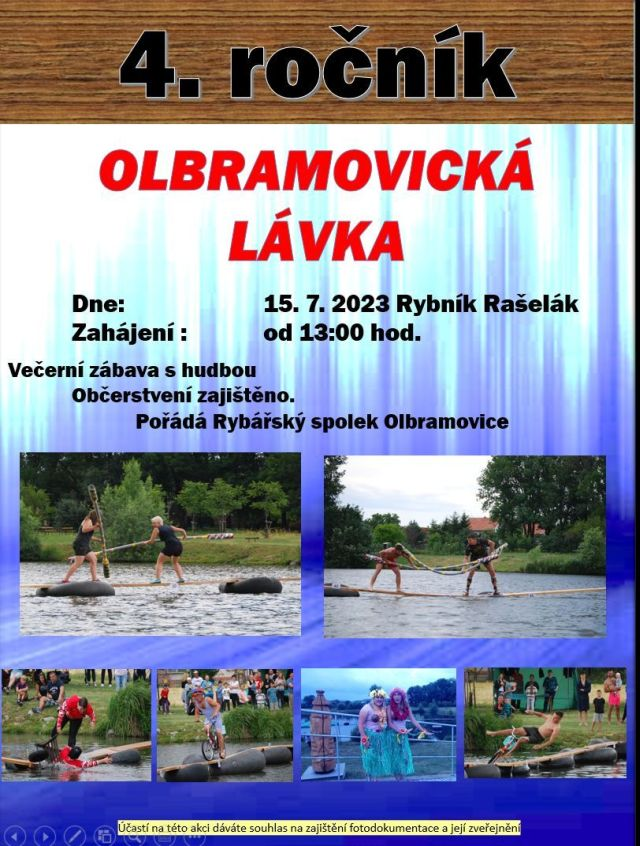 4. ročník
OLBRAMOVICKÁ
LÁVKA
Dne: 15. 7. 2023 Rybník Rašelák
Zahájení : od 13:00 hod.
Večerní zábava s hudbou
Občerstvení zajištěno.
Pořádá Rybářský spolek Olbramovice
Účastí na této akci dáváte souhlas na zajištění fotodokumentace a její zveřejnění